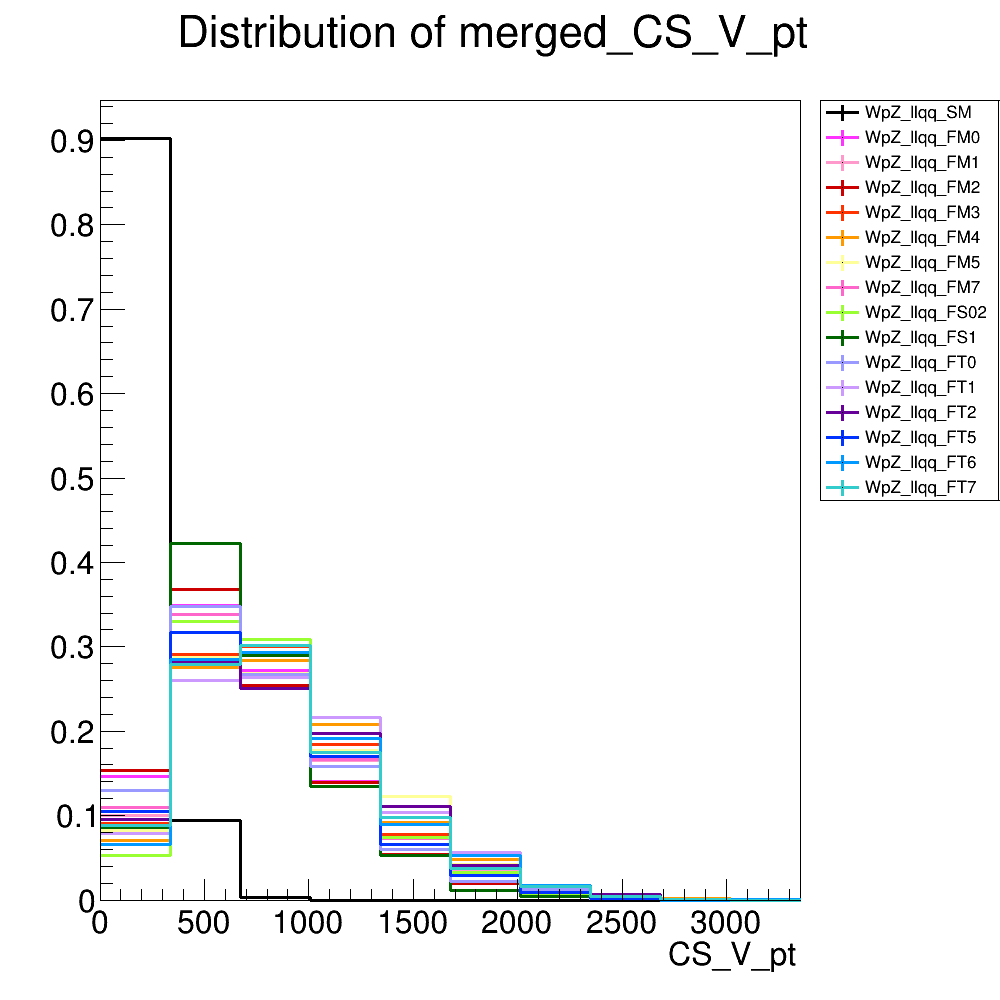 Distribution of merged_CS_V_pt
0.9
0.8
0.7
0.6
0.5
0.4
0.3
0.2
0.1
0
0 500 1000 1500 2000 2500 3000
CS_V_pt
WpZ_llqq_SM
WpZ_llqq_FM0
WpZ_llqq_FM1
WpZ_llqq_FM2
WpZ_llqq_FM3
WpZ_llqq_FM4
WpZ_llqq_FM5
WpZ_llqq_FM7
WpZ_llqq_FS02
WpZ_llqq_FS1
WpZ_llqq_FT0
WpZ_llqq_FT1
WpZ_llqq_FT2
WpZ_llqq_FT5
WpZ_llqq_FT6
WpZ_llqq_FT7